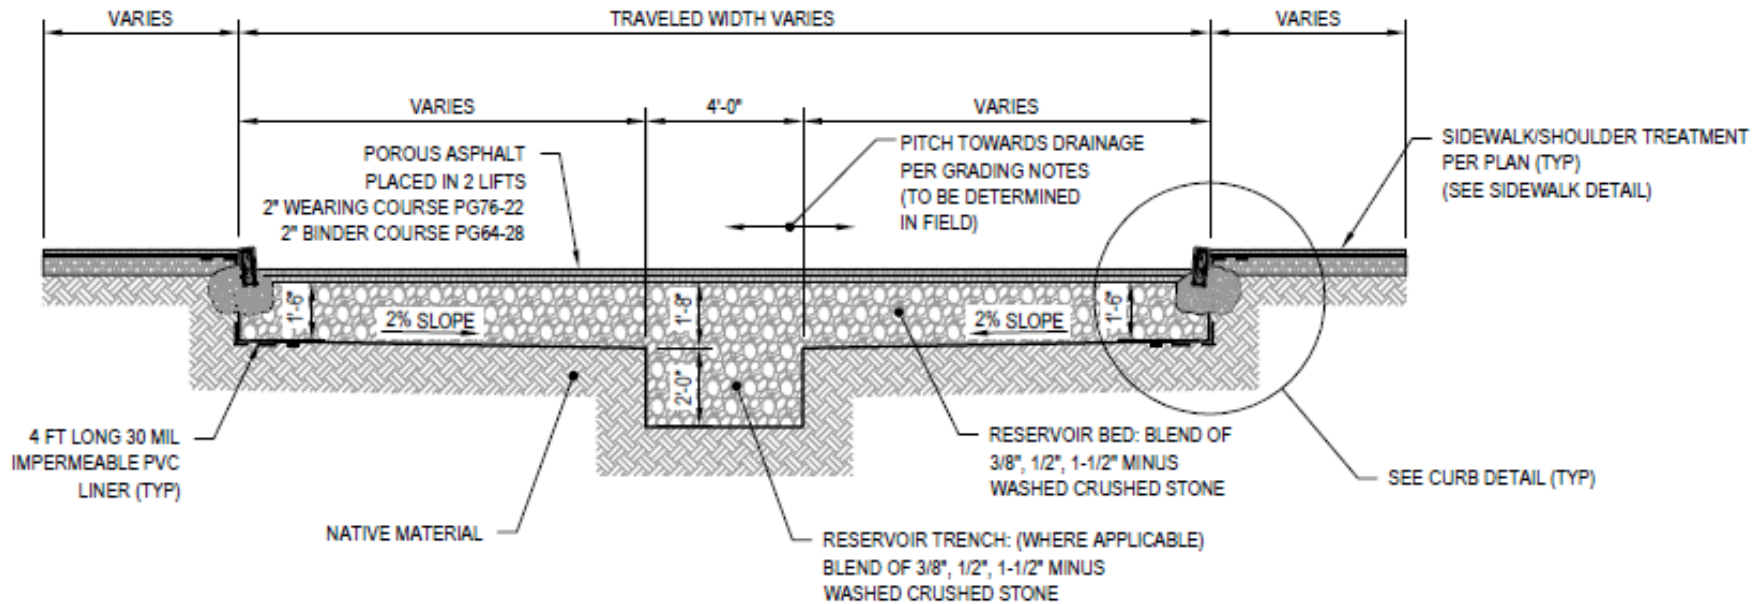 VARIES
TRAVELED WIDTH VARIES
VARIES
VARIES
4'-0"
VARIES
POROUS ASPHALT
PLACED IN 2 LIFTS
2" WEARING COURSE PG76-22
2" BINDER COURSE PG64-28
PITCH TOWARDS DRAINAGE
PER GRADING NOTES
(TO BE DETERMINED
IN FIELD)
SIDEWALK/SHOULDER TREATMENT
PER PLAN (TYP)
(SEE SIDEWALK DETAIL)
1'-6"
2% SLOPE
1'-8"
2% SLOPE
1'-6"
2'-0"
4 FT LONG 30 MIL
IMPERMEABLE PVC
LINER (TYP)
NATIVE MATERIAL
RESERVOIR BED: BLEND OF
3/8", 1/2", 1-1/2" MINUS
WASHED CRUSHED STONE
SEE CURB DETAIL (TYP)
RESERVOIR TRENCH: (WHERE APPLICABLE)
BLEND OF 3/8", 1/2", 1-1/2" MINUS
WASHED CRUSHED STONE